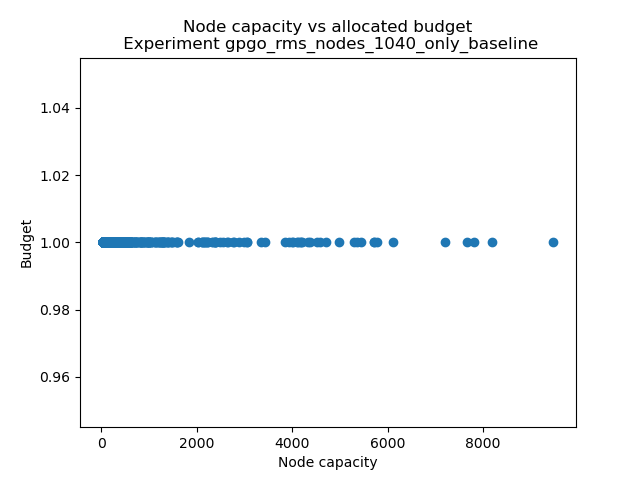 Node capacity vs allocated budget
Experiment gpgo_rms_nodes_1040_only_baseline
Budget
1.04
1.02
1.00
0.98
0.96
0
2000
4000
6000
8000
Node capacity